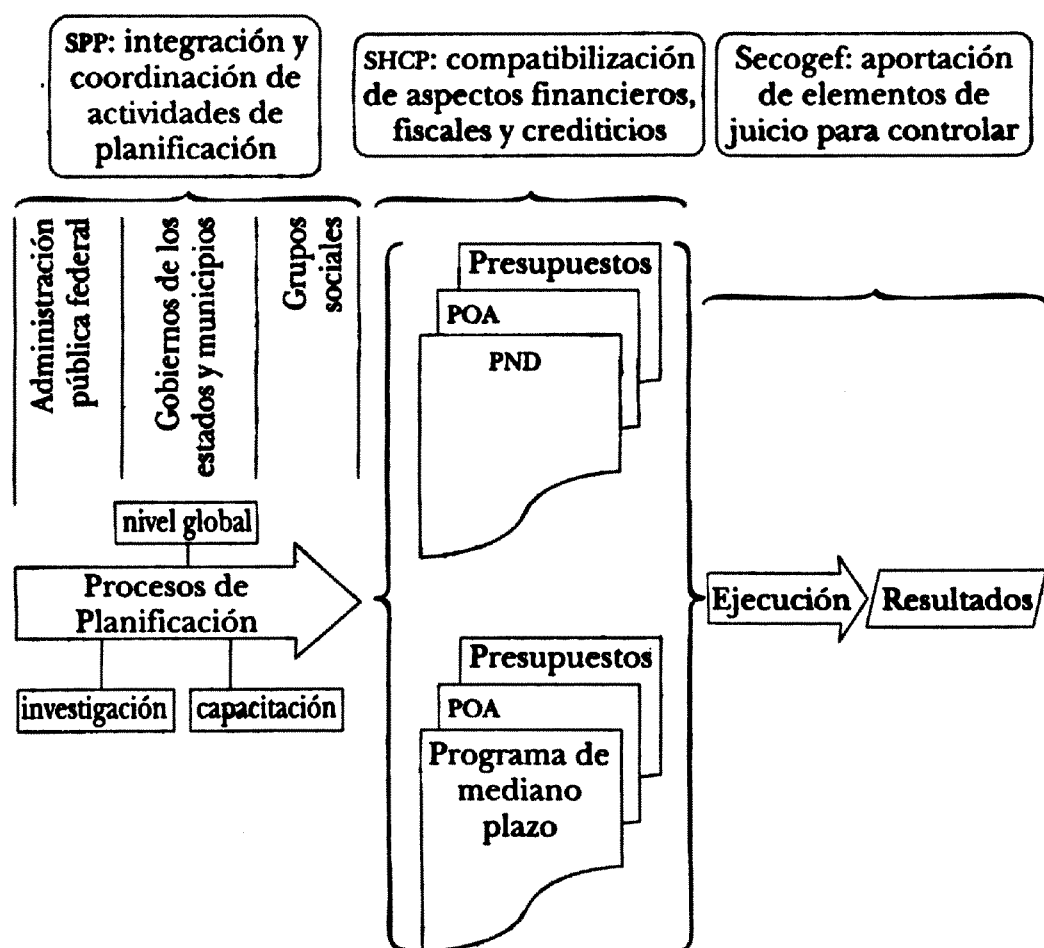 SPP: integración y
coordinación de
actividades de
planificación
SHCP: compatibilización
de aspectos financieros,
fiscales y crediticios
Secogef: aportación
de elementos de
juicio para controlar
Administración
pública federal
Gobiernos de los
estados y municipios
Grupos
sociales
Presupuestos
POA
PND
nivel global
Procesos de
Planificación
investigación
capacitación
Presupuestos
POA
Programa de
mediano
plazo
Ejecución
Resultados